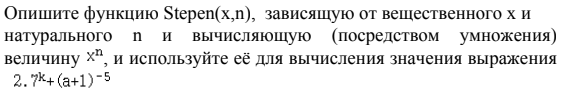 Опишите функцию Stepen(x,n), зависящую от вещественного x и
натурального n и вычисляющую (посредством умножения)
величину xⁿ, и используйте её для вычисления значения выражения
2.7ᵏ+(a+1)⁻⁵